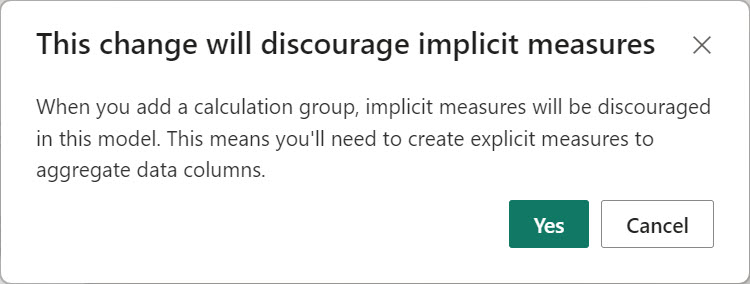 This change will discourage implicit measures
When you add a calculation group, implicit measures will be discouraged
in this model. This means you'll need to create explicit measures to
aggregate data columns.
Yes
Cancel